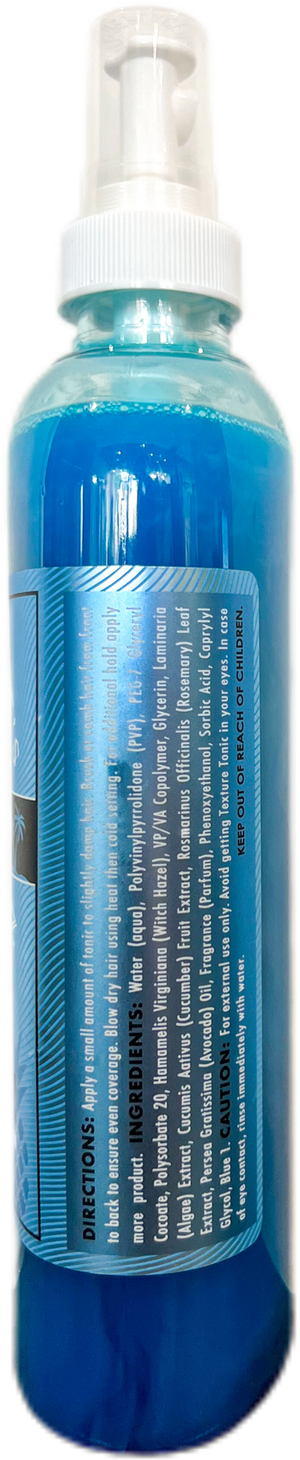 DIRECTIONS: Apply a small amount of tonic to slightly damp hair. Brush or comb hair from front
to back to ensure even coverage. Blow dry hair using heat then cold setting. For additional hold apply
more product. INGREDIENTS: Water (aqua), Polyvinylpyrrolidone (PVP), PEG-7 Glyceryl
Cocoate, Polysorbate 20, Hamamelis Virginiana (Witch Hazel), VP/VA Copolymer, Glycerin, Laminaria
(Algae) Extract, Cucumis Aativus (Cucumber) Fruit Extract, Rosmarinus Officinalis (Rosemary) Leaf
Extract, Persea Gratissima (Avocado) Oil, Fragrance (Parfum), Phenoxyethanol, Sorbic Acid, Caprylyl
Glycol, Blue 1. CAUTION: For external use only. Avoid getting Texture Tonic in your eyes. In case
of eye contact, rinse immediately with water. KEEP OUT OF REACH OF CHILDREN.